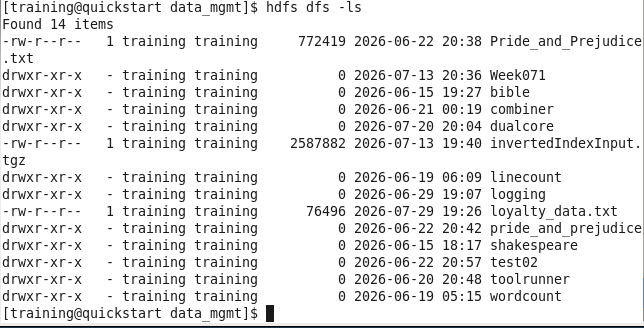 [training@quickstart data_mgmt]$ hdfs dfs -ls
Found 14 items
-rw-r--r--   1 training training     772419 2026-06-22 20:38 Pride_and_Prejudice
.txt
drwxr-xr-x   - training training          0 2026-07-13 20:36 Week071
drwxr-xr-x   - training training          0 2026-06-15 19:27 bible
drwxr-xr-x   - training training          0 2026-06-21 00:19 combiner
drwxr-xr-x   - training training          0 2026-07-20 20:04 dualcore
-rw-r--r--   1 training training    2587882 2026-07-13 19:40 invertedIndexInput.
tgz
drwxr-xr-x   - training training          0 2026-06-19 06:09 linecount
drwxr-xr-x   - training training          0 2026-06-29 19:07 logging
-rw-r--r--   1 training training      76496 2026-07-29 19:26 loyalty_data.txt
drwxr-xr-x   - training training          0 2026-06-22 20:42 pride_and_prejudice
drwxr-xr-x   - training training          0 2026-06-15 18:17 shakespeare
drwxr-xr-x   - training training          0 2026-06-22 20:57 test02
drwxr-xr-x   - training training          0 2026-06-20 20:48 toolrunner
drwxr-xr-x   - training training          0 2026-06-19 05:15 wordcount
[training@quickstart data_mgmt]$